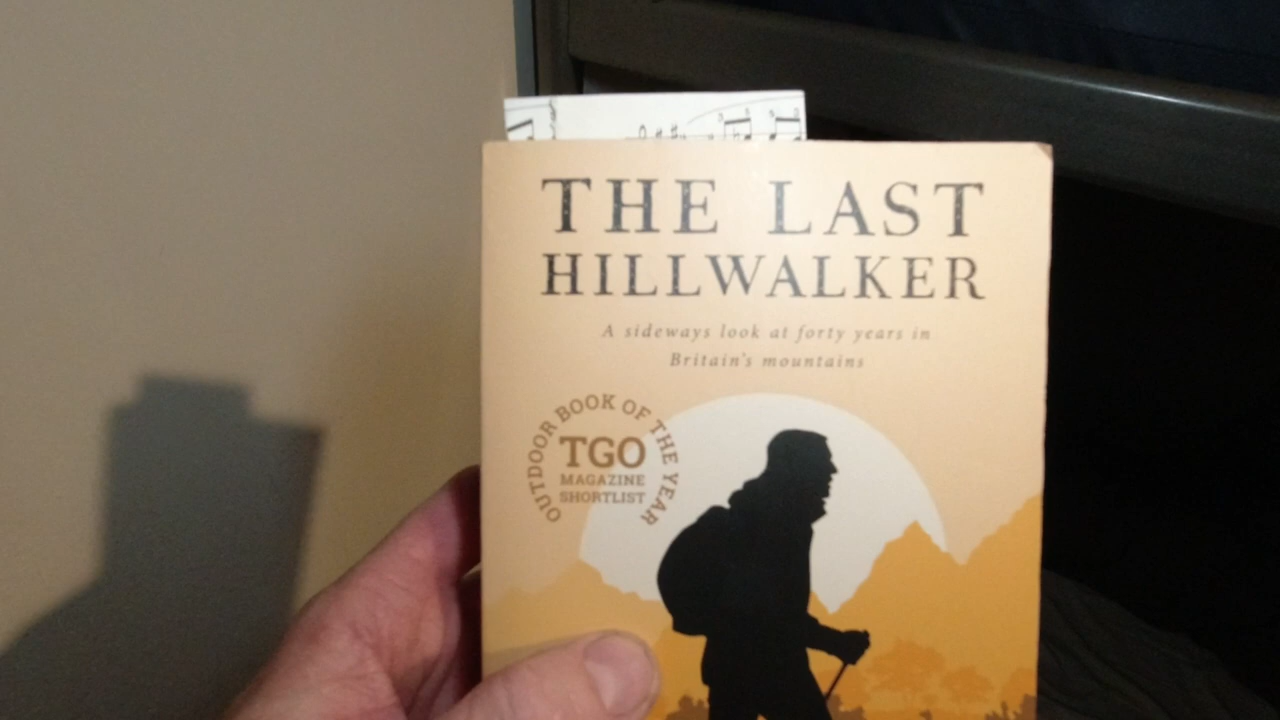 THE LAST
HILLWALKER
A sideways look at forty years in
Britain's mountains
OUTDOOR BOOK OF THE YEAR
TGO
MAGAZINE
SHORTLIST